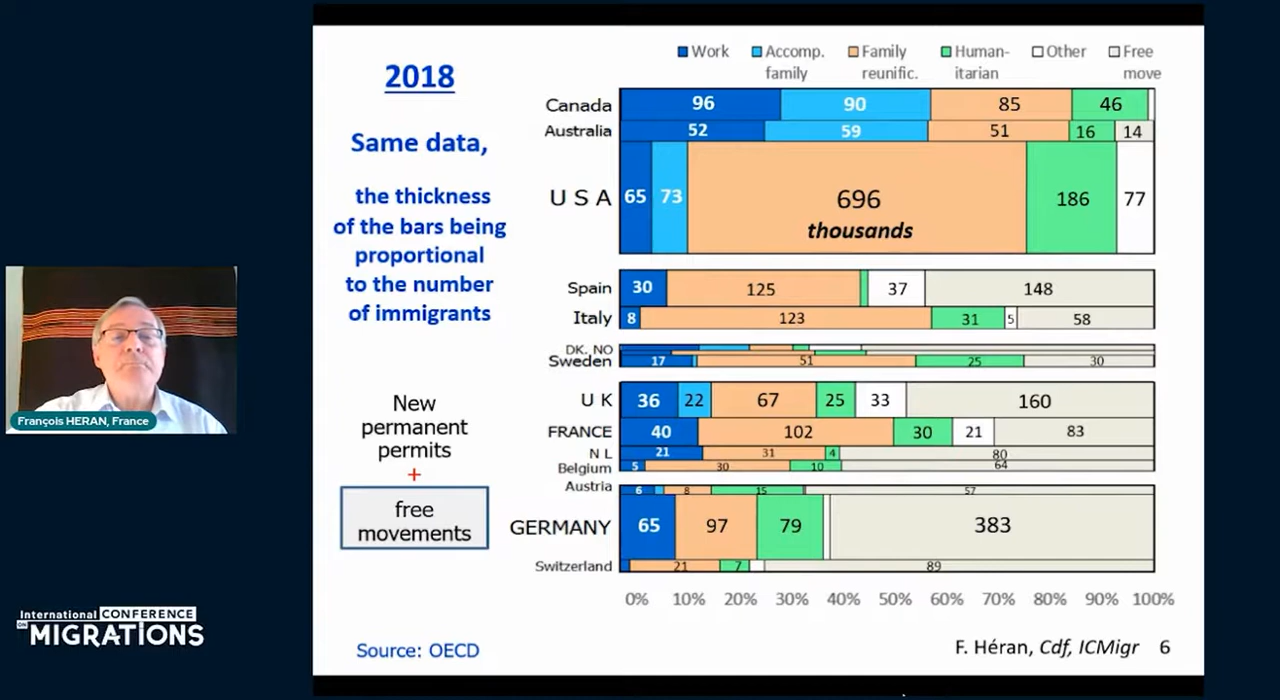 2018
Same data,
the thickness
of the bars being
proportional
to the number
of immigrants
New
permanent
permits
+
free
movements
Source: OECD
Work
Accomp.
family
Family
reunific.
Human-
itarian
Other
Free
move
Canada 96 90 85 46
Australia 52 59 51 16 14
U S A 65 73 696 186 77
thousands
Spain 30 125 37 148
Italy 8 123 31 5 58
DK. NO
Sweden 17 51 25 30
U K 36 22 67 25 33 160
FRANCE 40 102 30 21 83
N L 21 31 4 80
Belgium 5 30 10 64
Austria 6 8 15 57
GERMANY 65 97 79 383
Switzerland 21 7 89
0% 10% 20% 30% 40% 50% 60% 70% 80% 90% 100%
F. Héran, Cdf, ICMigr 6
François HERAN, France
International CONFERENCE
ON MIGRATIONS